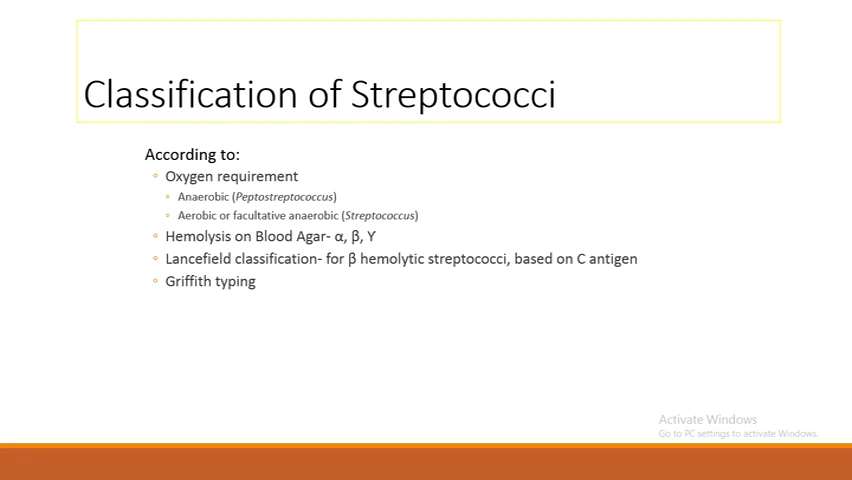 Classification of Streptococci
According to:
◦ Oxygen requirement
◦ Anaerobic (Peptostreptococcus)
◦ Aerobic or facultative anaerobic (Streptococcus)
◦ Hemolysis on Blood Agar- α, β, Υ
◦ Lancefield classification- for β hemolytic streptococci, based on C antigen
◦ Griffith typing
Activate Windows
Go to PC settings to activate Windows.